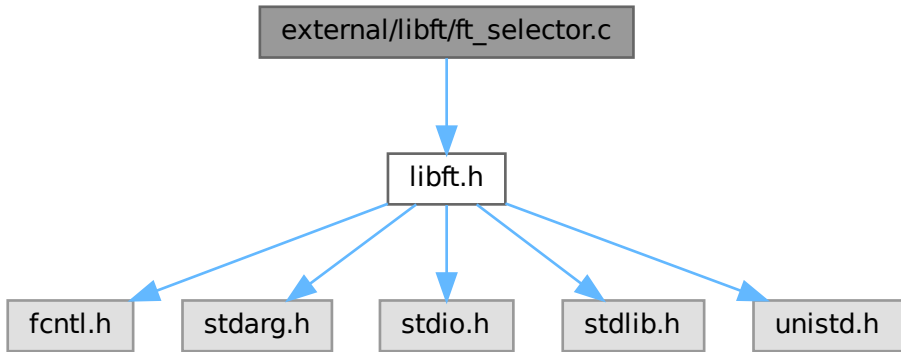 external/libft/ft_selector.c
libft.h
fcntl.h
stdarg.h
stdio.h
stdlib.h
unistd.h